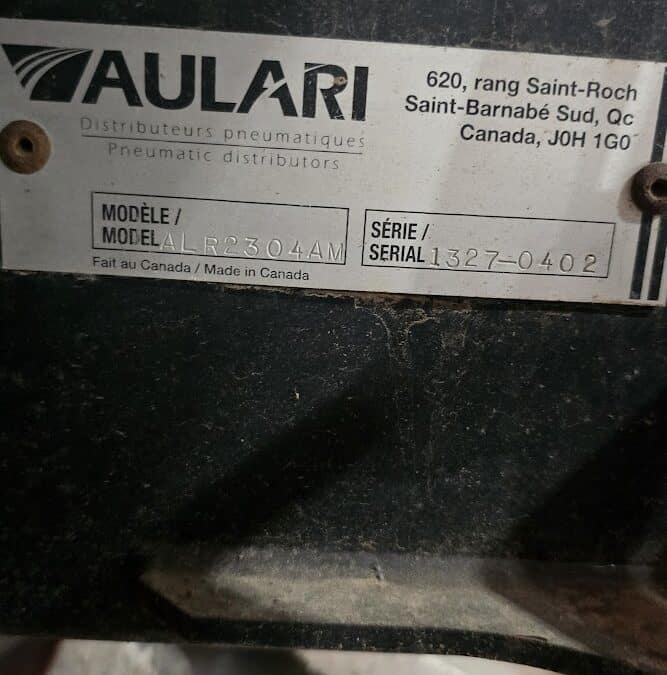 AULARI
Distributeurs pneumatiques
Pneumatic distributors
620, rang Saint-Roch
Saint-Barnabé Sud, Qc
Canada, J0H 1G0
MODÈLE /
MODEL ALR2304AM
SÉRIE /
SERIAL 1327-0402
Fait au Canada / Made in Canada